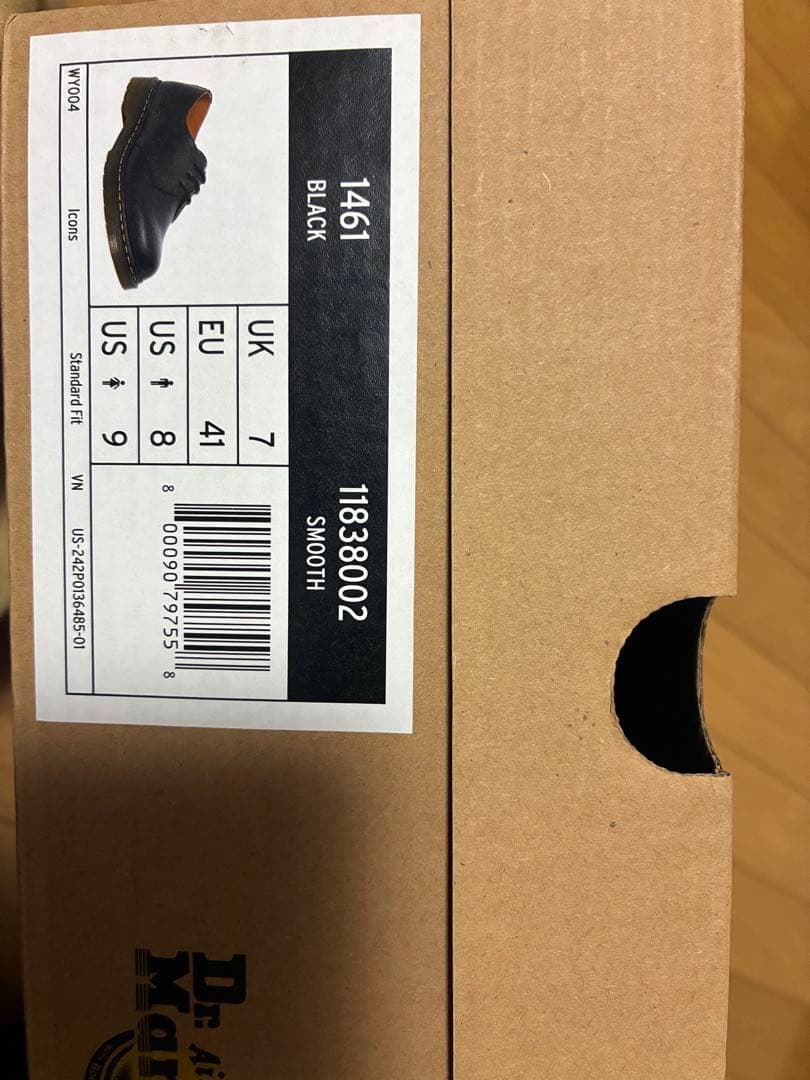 1461
11838002
BLACK
SMOOTH
UK 7
EU 41
US 8
US 9
8 00090 79755 8
WY004 Icons Standard Fit VN US-242P0136485-01
Dr.